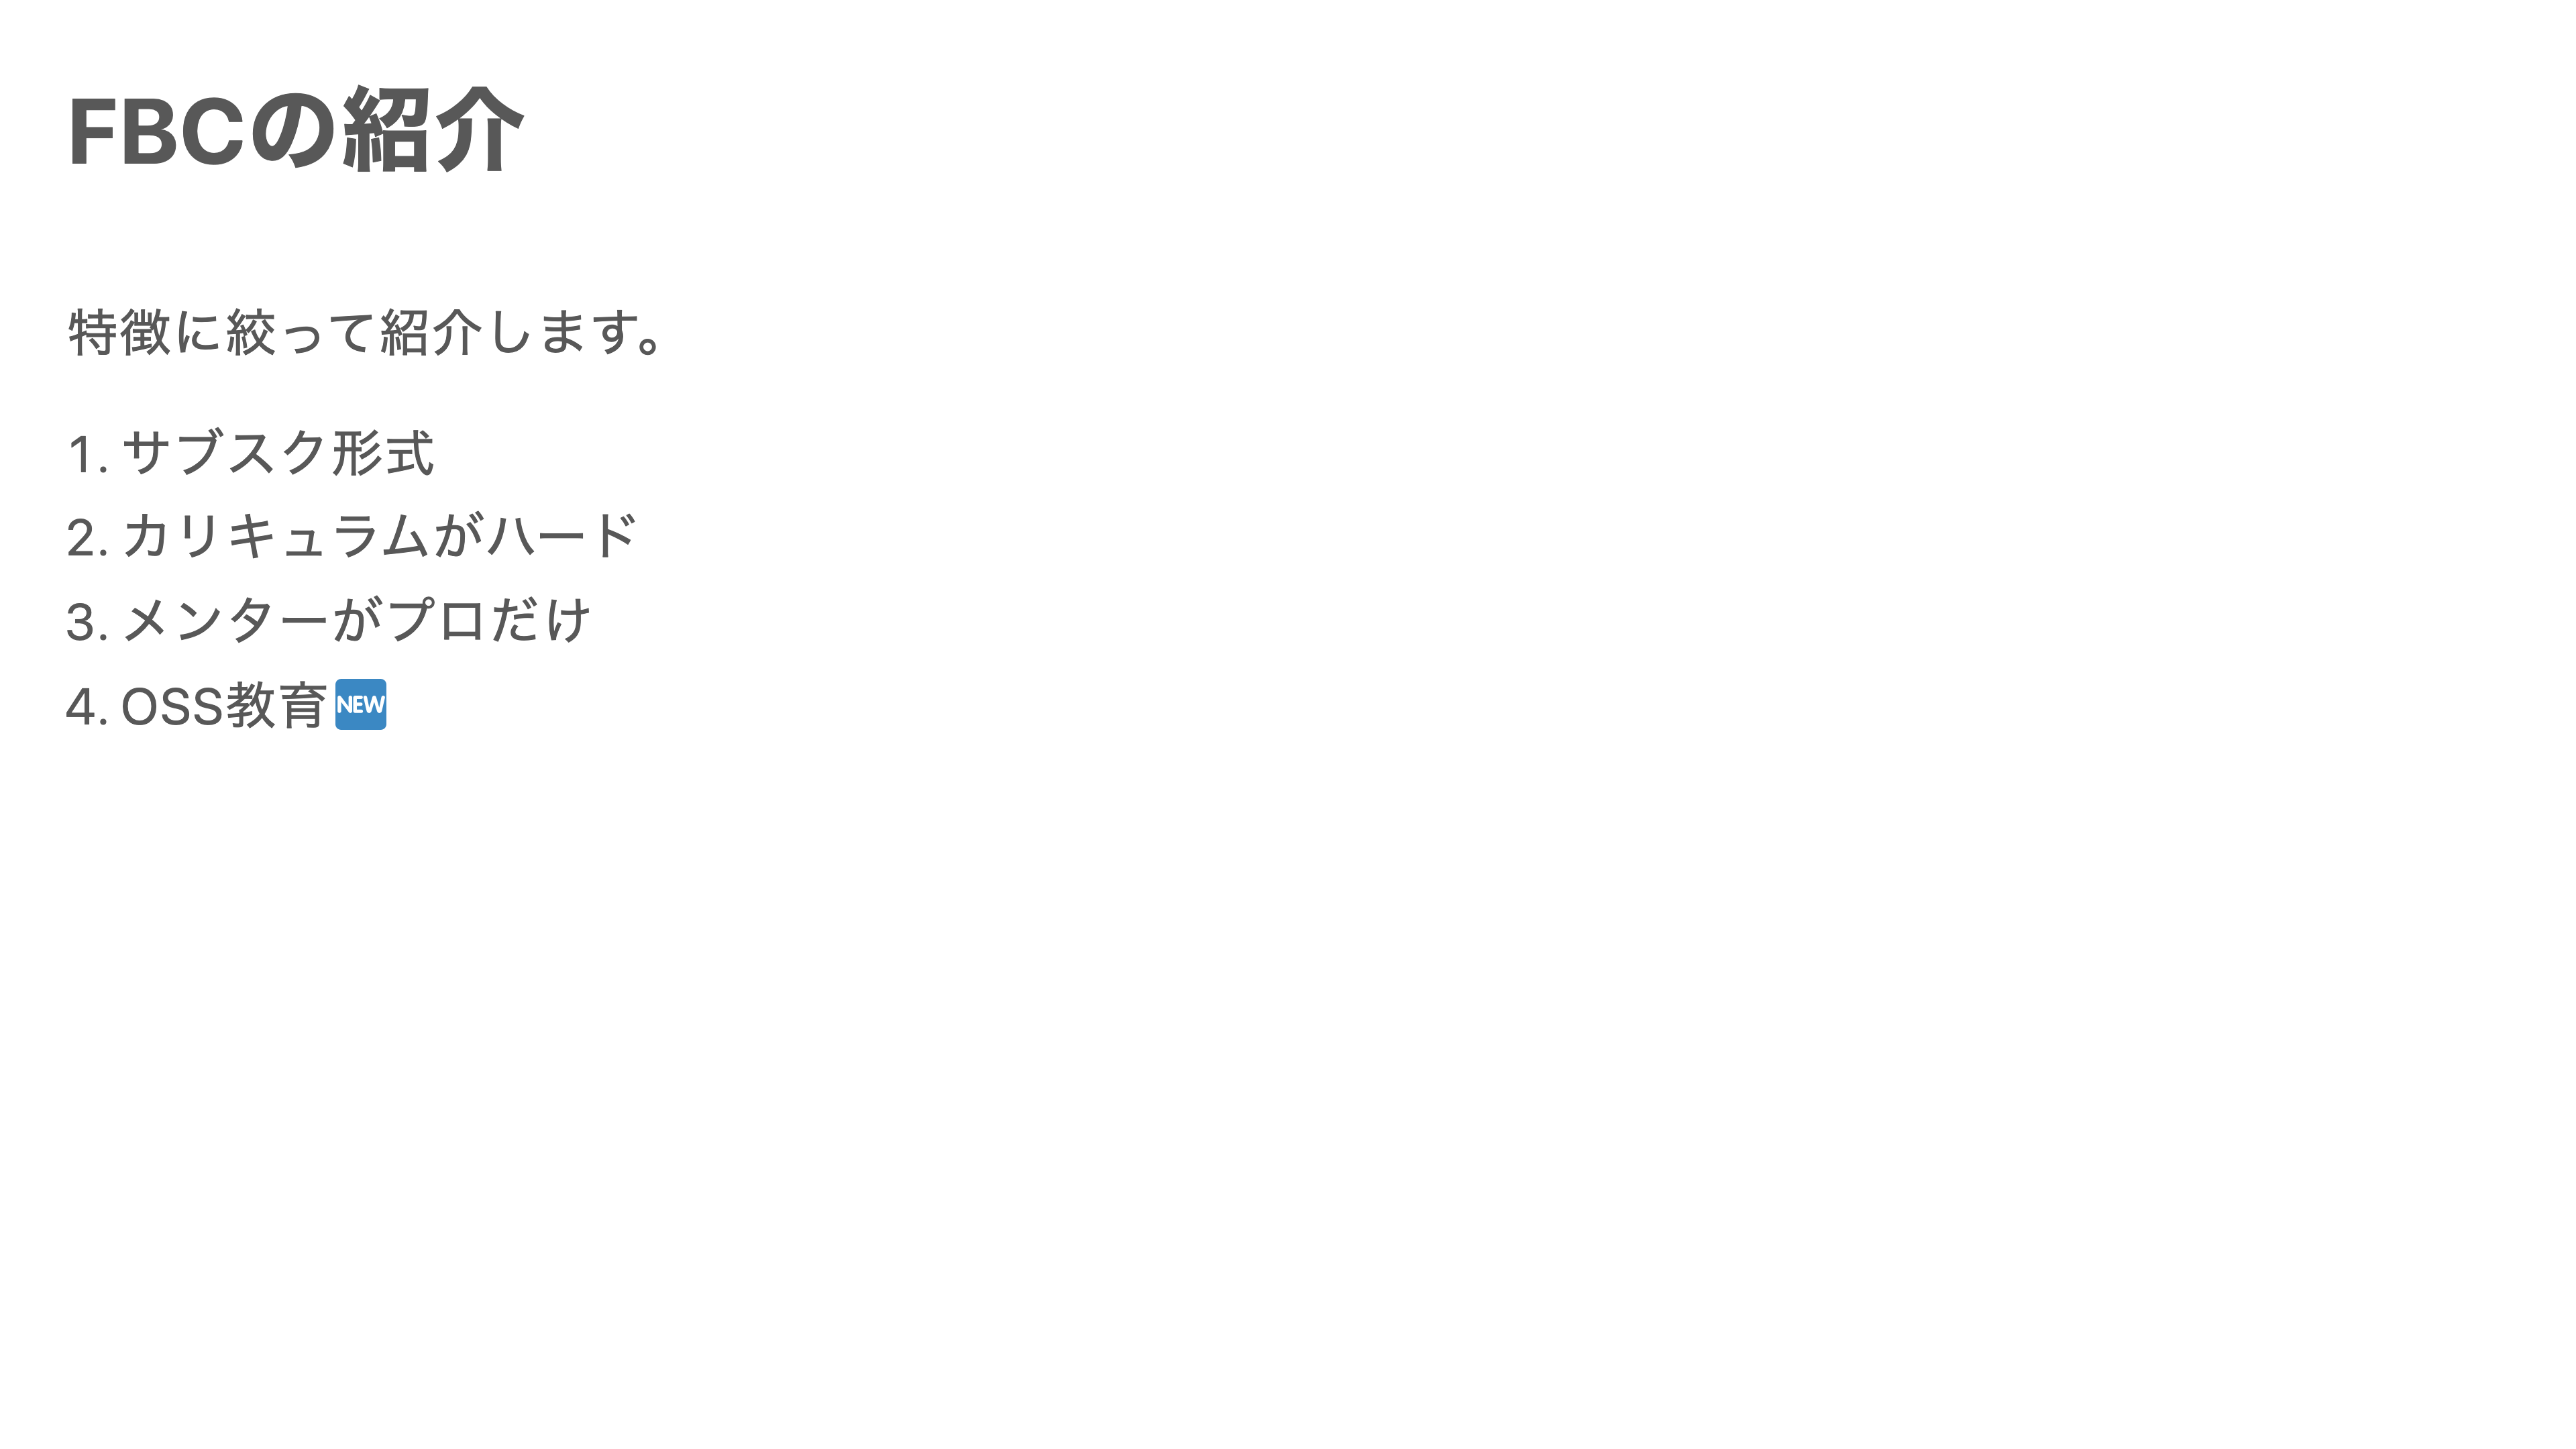 FBCの紹介
特徴に絞って紹介します。
1. サブスク形式
2. カリキュラムがハード
3. メンターがプロだけ
4. OSS教育🆕